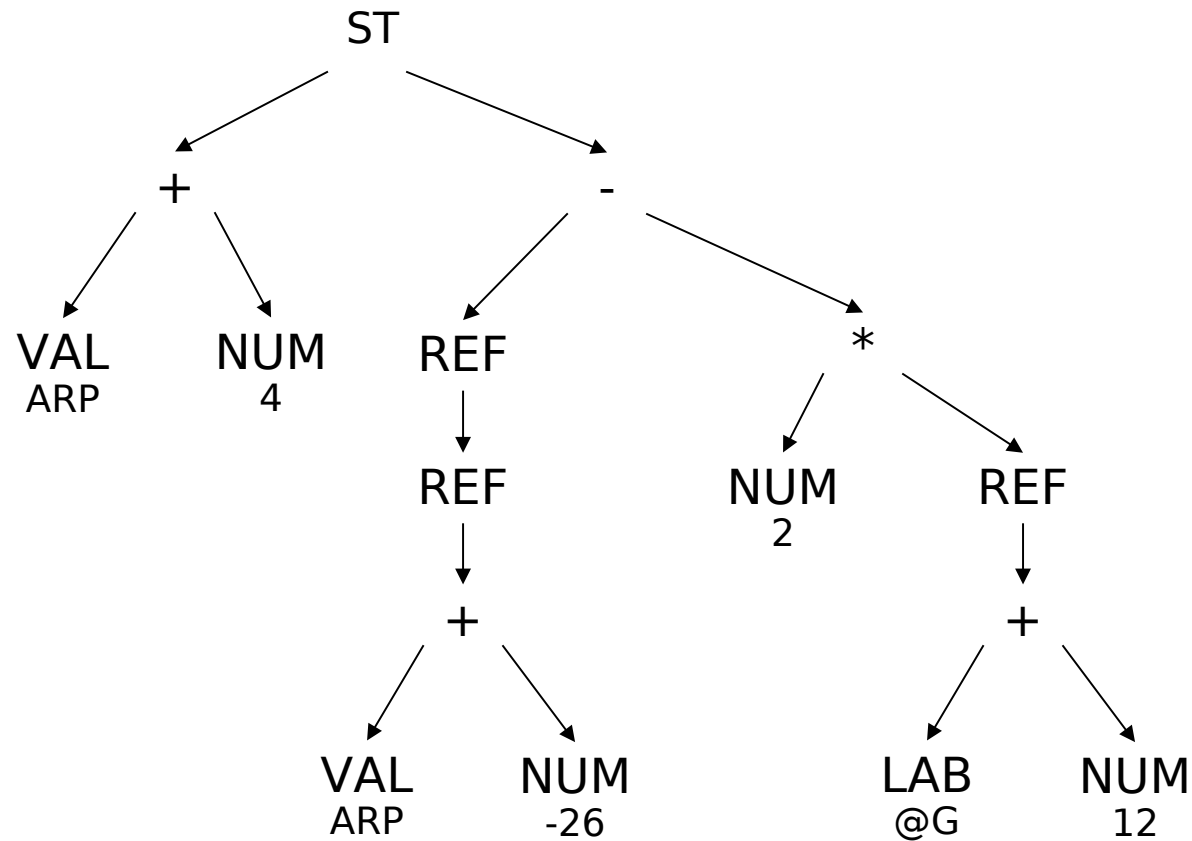 ST
+ -
VAL NUM REF *
ARP 4
REF NUM REF
2
+ +
VAL NUM LAB NUM
ARP -26 @G 12